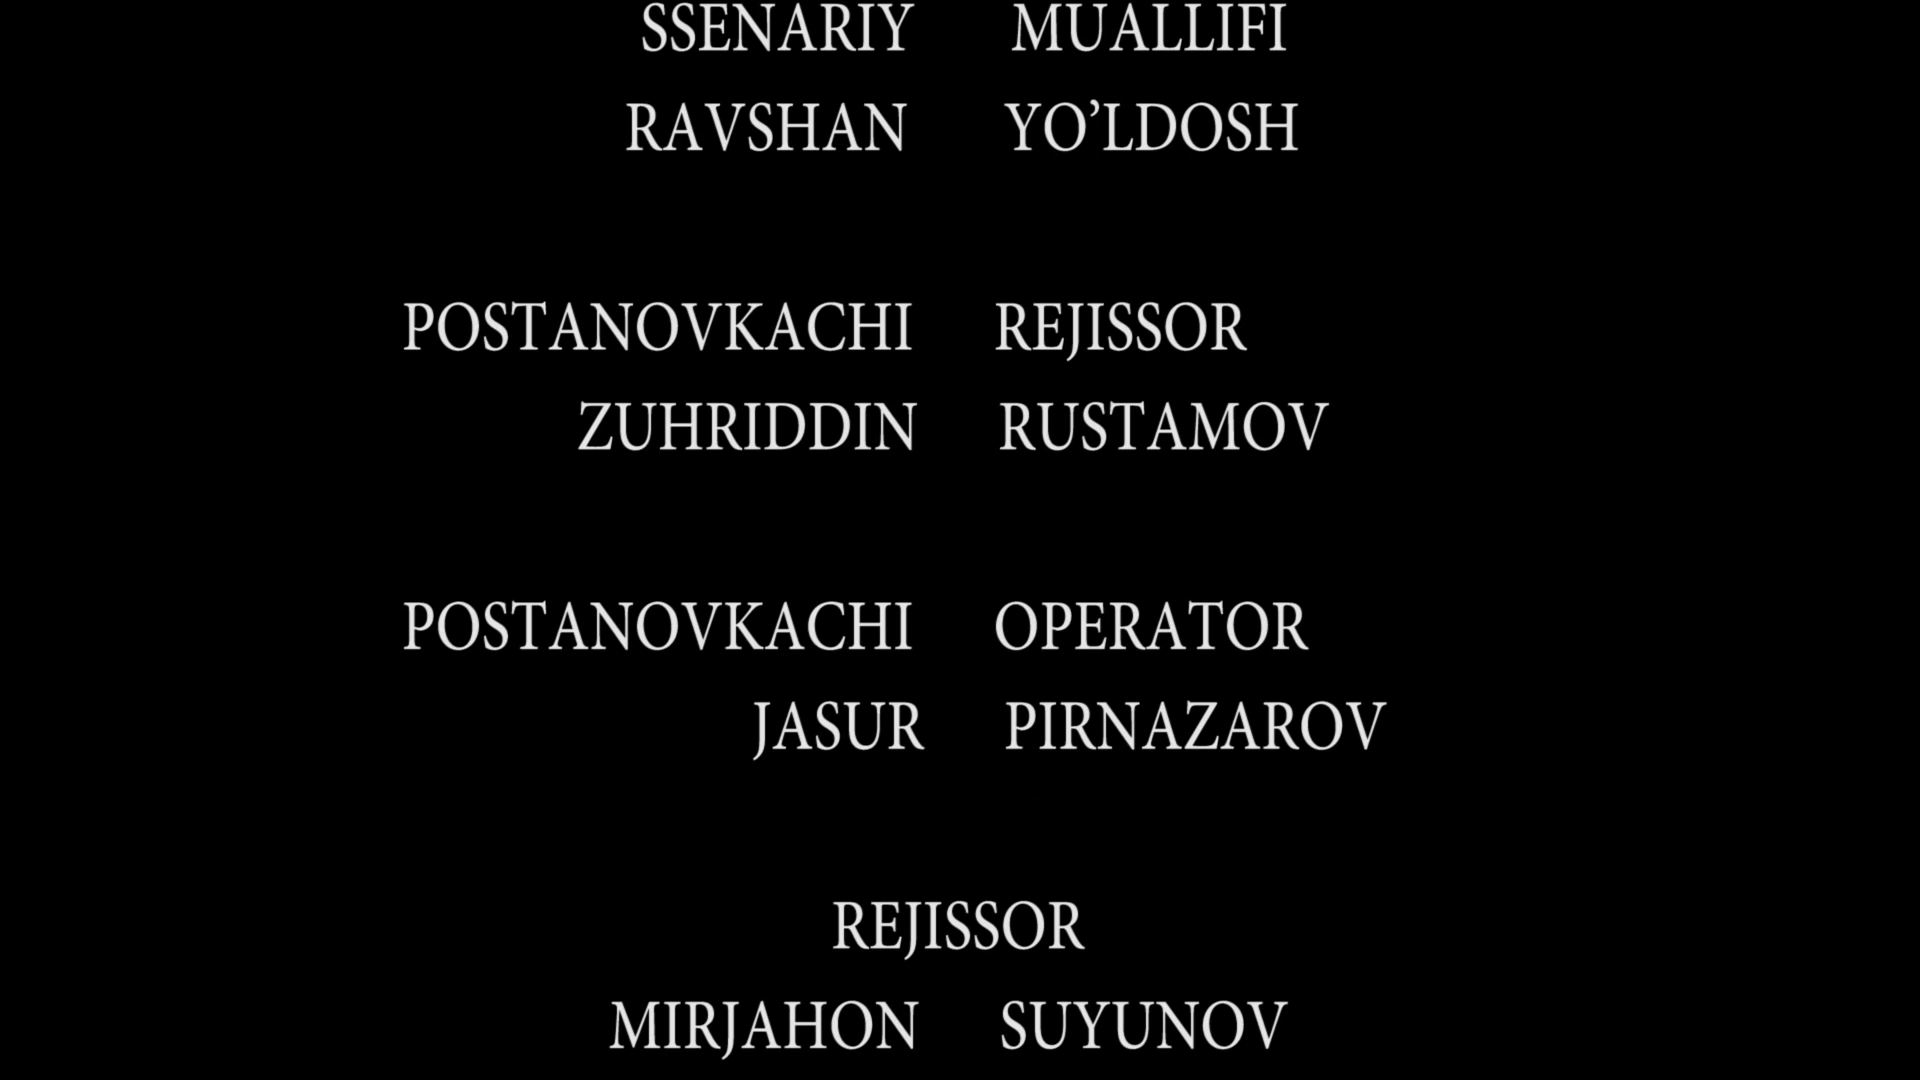 SSENARIY MUALLIFI
RAVSHAN YO’LDOSH
POSTANOVKACHI REJISSOR
ZUHRIDDIN RUSTAMOV
POSTANOVKACHI OPERATOR
JASUR PIRNAZAROV
REJISSOR
MIRJAHON SUYUNOV